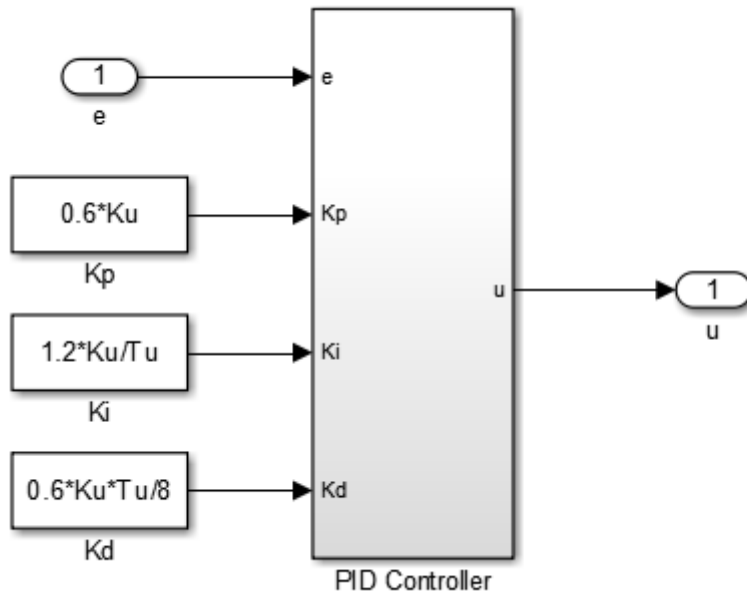 1
e
e
0.6*Ku
Kp
Kp
1.2*Ku/Tu
Ki
Ki
0.6*Ku*Tu/8
Kd
Kd
u
PID Controller
1
u